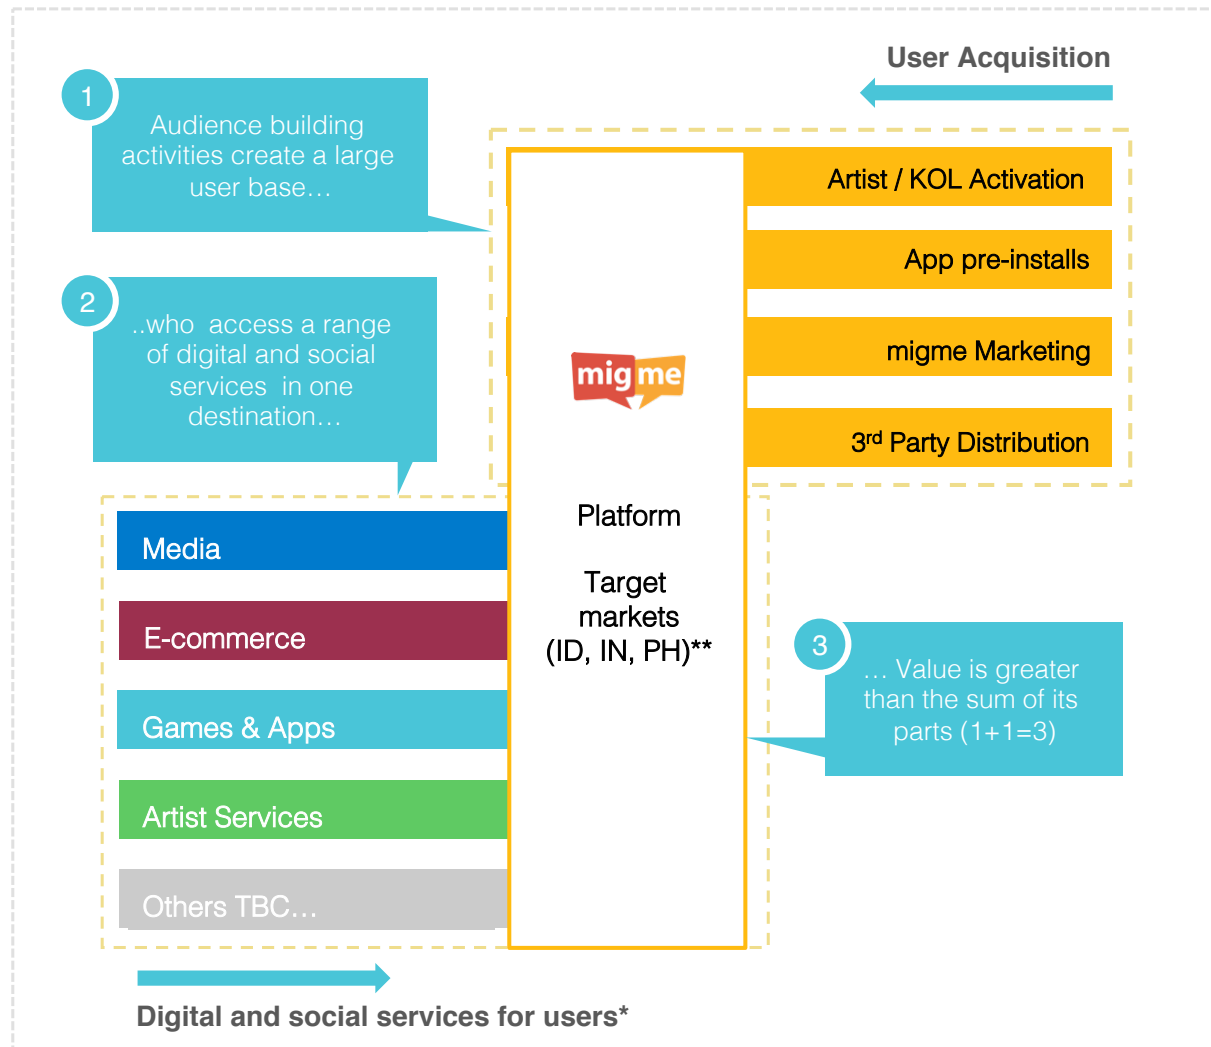 User Acquisition
1
Audience building
activities create a large
user base…
Artist / KOL Activation
App pre-installs
migme Marketing
3rd Party Distribution
2
..who access a range
of digital and social
services in one
destination…
migme
Platform
Target
markets
(ID, IN, PH)**
Media
E-commerce
Games & Apps
Artist Services
Others TBC…
3
… Value is greater
than the sum of its
parts (1+1=3)
Digital and social services for users*